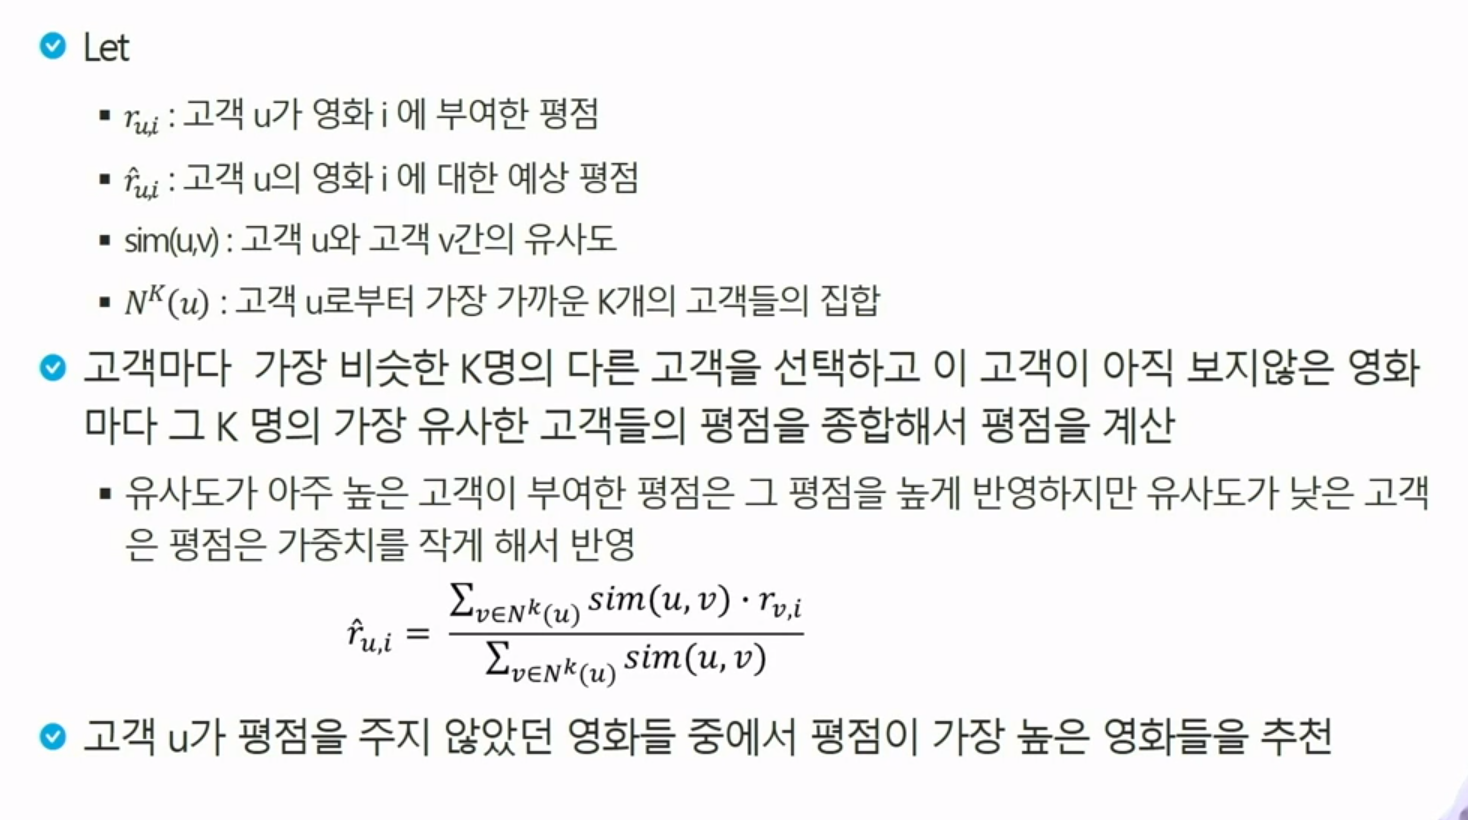 Let
r_{u,i} : 고객 u가 영화 i 에 부여한 평점
r̂_{u,i} : 고객 u의 영화 i 에 대한 예상 평점
sim(u,v) : 고객 u와 고객 v간의 유사도
N^K(u) : 고객 u로부터 가장 가까운 K개의 고객들의 집합
고객마다 가장 비슷한 K명의 다른 고객을 선택하고 이 고객이 아직 보지않은 영화
마다 그 K 명의 가장 유사한 고객들의 평점을 종합해서 평점을 계산
유사도가 아주 높은 고객이 부여한 평점은 그 평점을 높게 반영하지만 유사도가 낮은 고객
은 평점은 가중치를 작게 해서 반영
r̂_{u,i} = \frac{∑_{v∈N^k(u)} sim(u, v) · r_{v,i}}{∑_{v∈N^k(u)} sim(u, v)}
고객 u가 평점을 주지 않았던 영화들 중에서 평점이 가장 높은 영화들을 추천